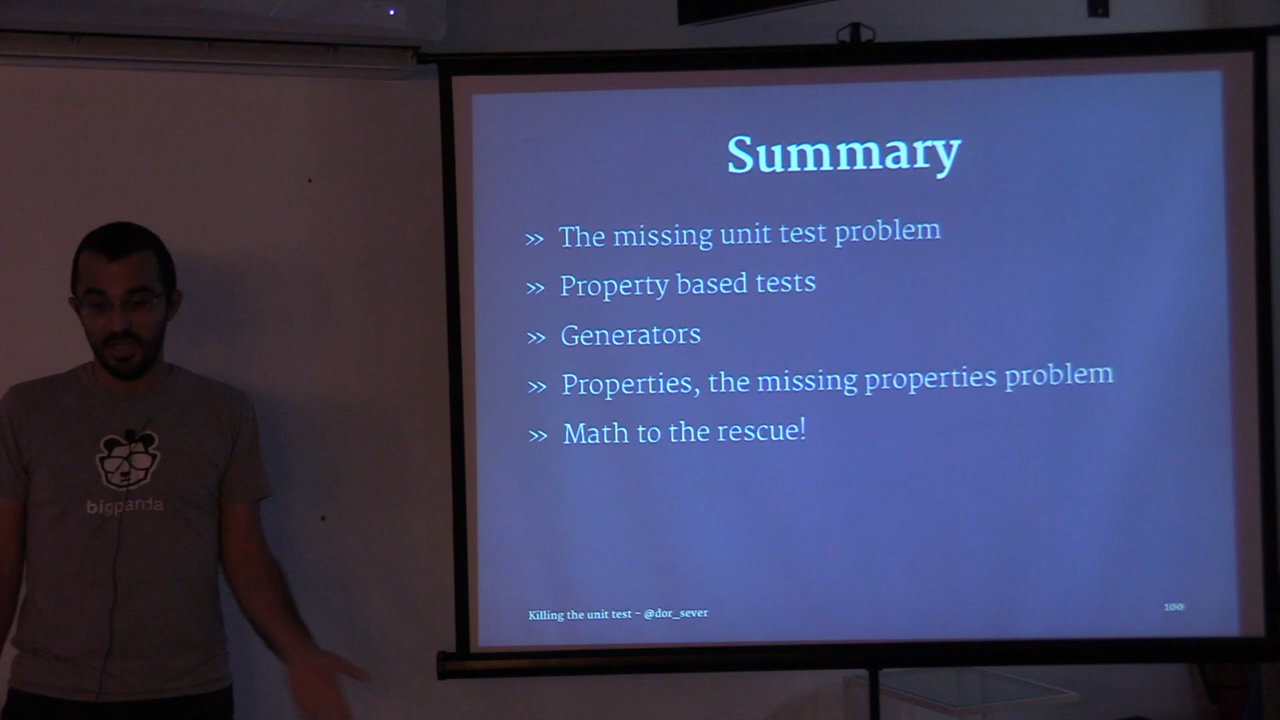 Summary
» The missing unit test problem
» Property based tests
» Generators
» Properties, the missing properties problem
» Math to the rescue!
bigpanda
Killing the unit test - @dor_sever
100